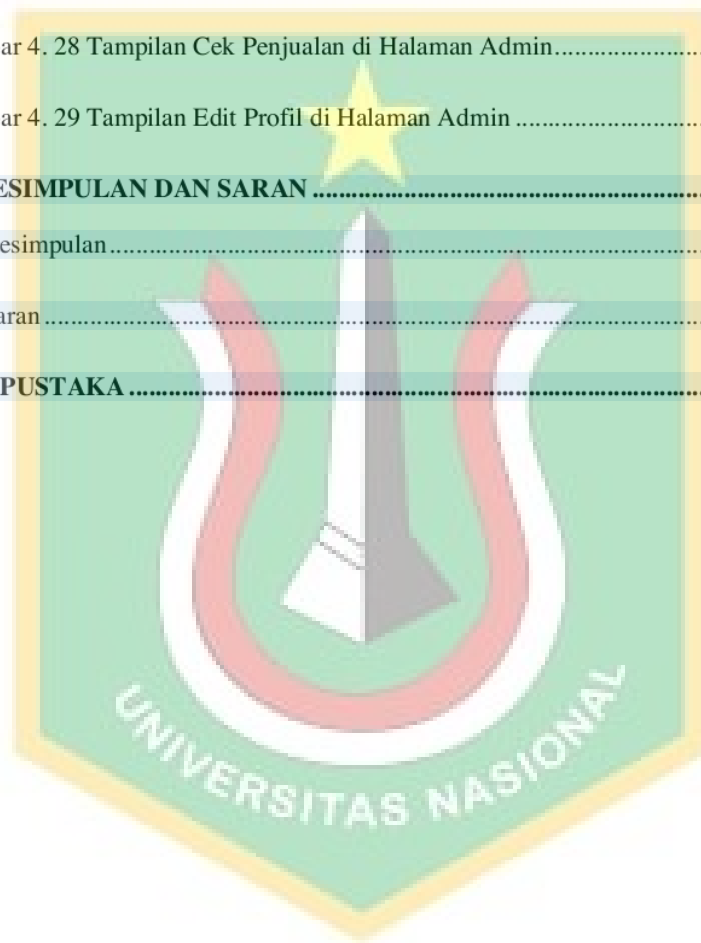 ar 4. 28 Tampilan Cek Penjualan di Halaman Admin.......................
ar 4. 29 Tampilan Edit Profil di Halaman Admin .............................
ESIMPULAN DAN SARAN ..............................................................
esimpulan..............................................................................................
aran ........................................................................................................
PUSTAKA ..........................................................................................
UNIVERSITAS NASIONAL